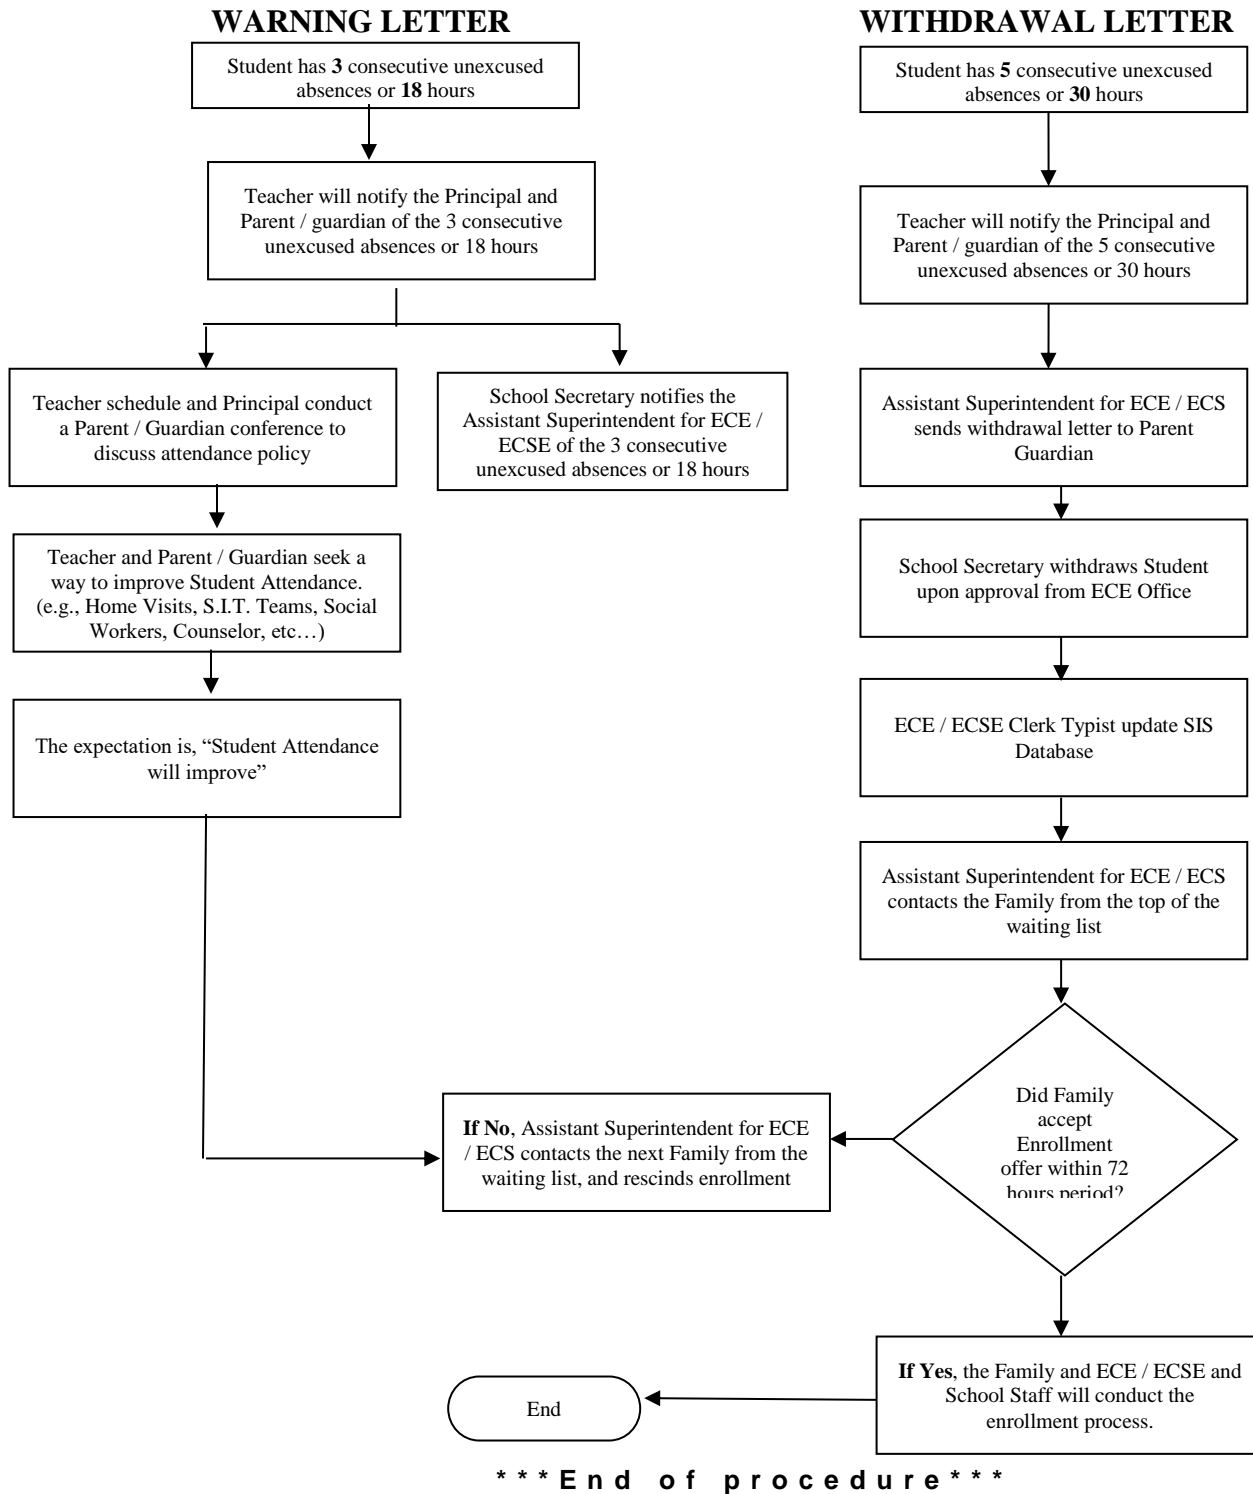 WARNING LETTER
Student has 3 consecutive unexcused
absences or 18 hours
Teacher will notify the Principal and
Parent / guardian of the 3 consecutive
unexcused absences or 18 hours
Teacher schedule and Principal conduct
a Parent / Guardian conference to
discuss attendance policy
School Secretary notifies the
Assistant Superintendent for ECE /
ECSE of the 3 consecutive
unexcused absences or 18 hours
Teacher and Parent / Guardian seek a
way to improve Student Attendance.
(e.g., Home Visits, S.I.T. Teams, Social
Workers, Counselor, etc…)
The expectation is, “Student Attendance
will improve”
WITHDRAWAL LETTER
Student has 5 consecutive unexcused
absences or 30 hours
Teacher will notify the Principal and
Parent / guardian of the 5 consecutive
unexcused absences or 30 hours
Assistant Superintendent for ECE / ECS
sends withdrawal letter to Parent
Guardian
School Secretary withdraws Student
upon approval from ECE Office
ECE / ECSE Clerk Typist update SIS
Database
Assistant Superintendent for ECE / ECS
contacts the Family from the top of the
waiting list
Did Family
accept
Enrollment
offer within 72
hours period?
If No, Assistant Superintendent for ECE
/ ECS contacts the next Family from the
waiting list, and rescinds enrollment
If Yes, the Family and ECE / ECSE and
School Staff will conduct the
enrollment process.
End
***End of procedure***